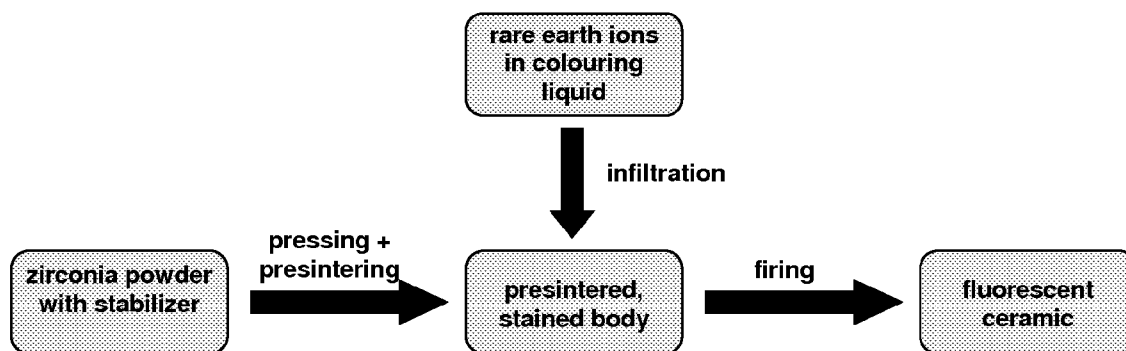 rare earth ions
in colouring
liquid
infiltration
pressing +
presintering
zirconia powder
with stabilizer
presintered,
stained body
firing
fluorescent
ceramic